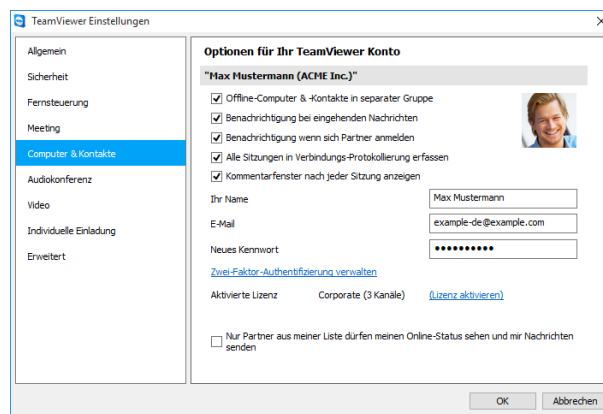 TeamViewer Einstellungen
Allgemein
Sicherheit
Fernsteuerung
Meeting
Computer & Kontakte
Audiokonferenz
Video
Individuelle Einladung
Erweitert
Optionen für Ihr TeamViewer Konto
"Max Mustermann (ACME Inc.)"
Offline-Computer & -Kontakte in separater Gruppe
Benachrichtigung bei eingehenden Nachrichten
Benachrichtigung wenn sich Partner anmelden
Alle Sitzungen in Verbindungs-Protokollierung erfassen
Kommentarfenster nach jeder Sitzung anzeigen
Ihr Name Max Mustermann
E-Mail example-de@example.com
Neues Kennwort ••••••••••
Zwei-Faktor-Authentifizierung verwalten
Aktivierte Lizenz Corporate (3 Kanäle) (Lizenz aktivieren)
Nur Partner aus meiner Liste dürfen meinen Online-Status sehen und mir Nachrichten
senden
OK Abbrechen